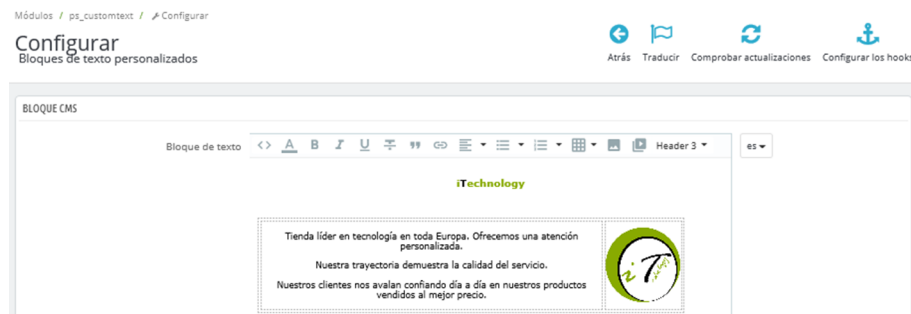 Módulos / ps_customtext / Configurar
Configurar
Bloques de texto personalizados
Atrás Traducir Comprobar actualizaciones Configurar los hooks
BLOQUE CMS
Bloque de texto
A B I U Header 3
es
iTechnology
Tienda líder en tecnología en toda Europa. Ofrecemos una atención
personalizada.
Nuestra trayectoria demuestra la calidad del servicio.
Nuestros clientes nos avalan confiando día a día en nuestros productos
vendidos al mejor precio.
iT